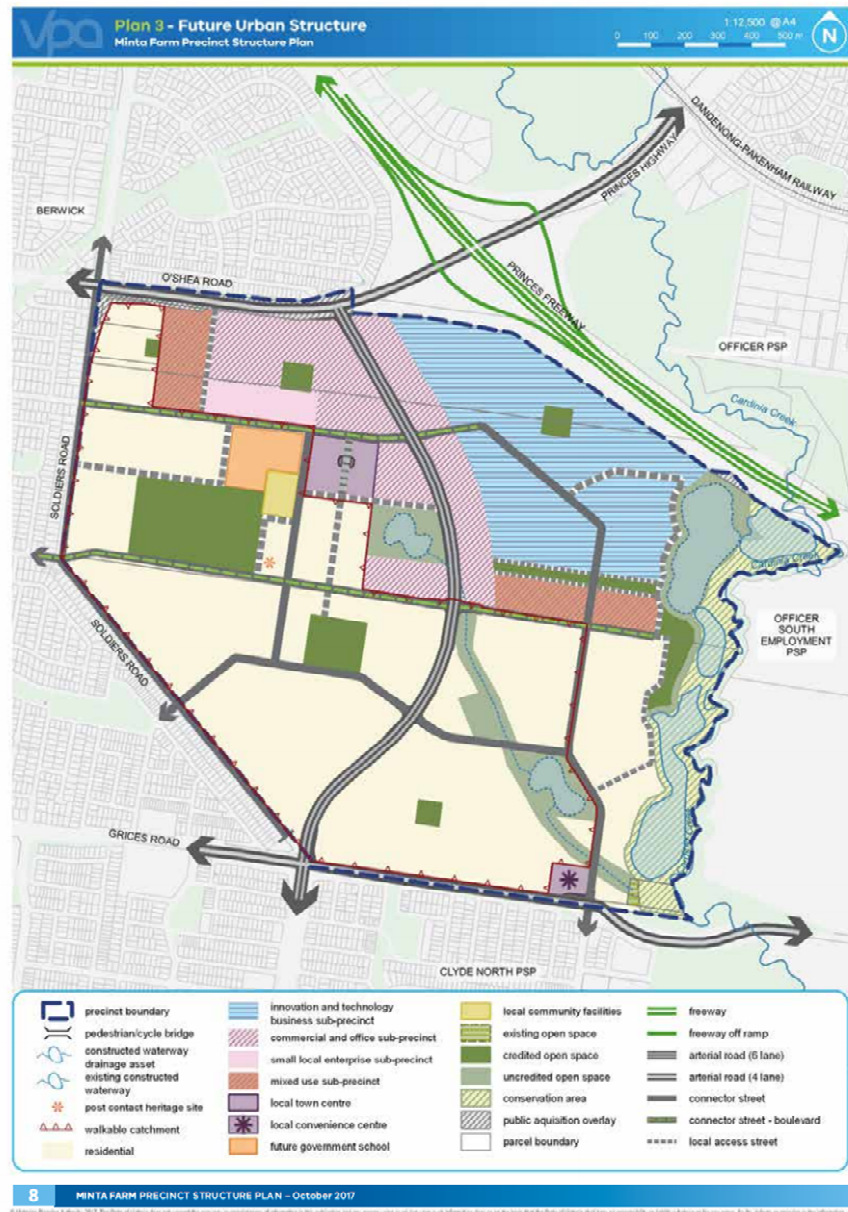 vpa
Plan 3 - Future Urban Structure
Minta Farm Precinct Structure Plan
1:12,500 @ A4
0 100 200 300 400 500 m
N
DANDENONG-PAKENHAM RAILWAY
PRINCES HIGHWAY
BERWICK
O'SHEA ROAD
PRINCES FREEWAY
OFFICER PSP
Cardinia Creek
SOLDIERS ROAD
Cardinia Creek
OFFICER
SOUTH
EMPLOYMENT
PSP
SOLDIERS ROAD
GRICES ROAD
CLYDE NORTH PSP
precinct boundary
pedestrian/cycle bridge
constructed waterway
drainage asset
existing constructed
waterway
post contact heritage site
walkable catchment
residential
innovation and technology
business sub-precinct
commercial and office sub-precinct
small local enterprise sub-precinct
mixed use sub-precinct
local town centre
local convenience centre
future government school
local community facilities
existing open space
credited open space
uncredited open space
conservation area
public aquisition overlay
parcel boundary
freeway
freeway off ramp
arterial road (6 lane)
arterial road (4 lane)
connector street
connector street - boulevard
local access street
8 MINTA FARM PRECINCT STRUCTURE PLAN – October 2017